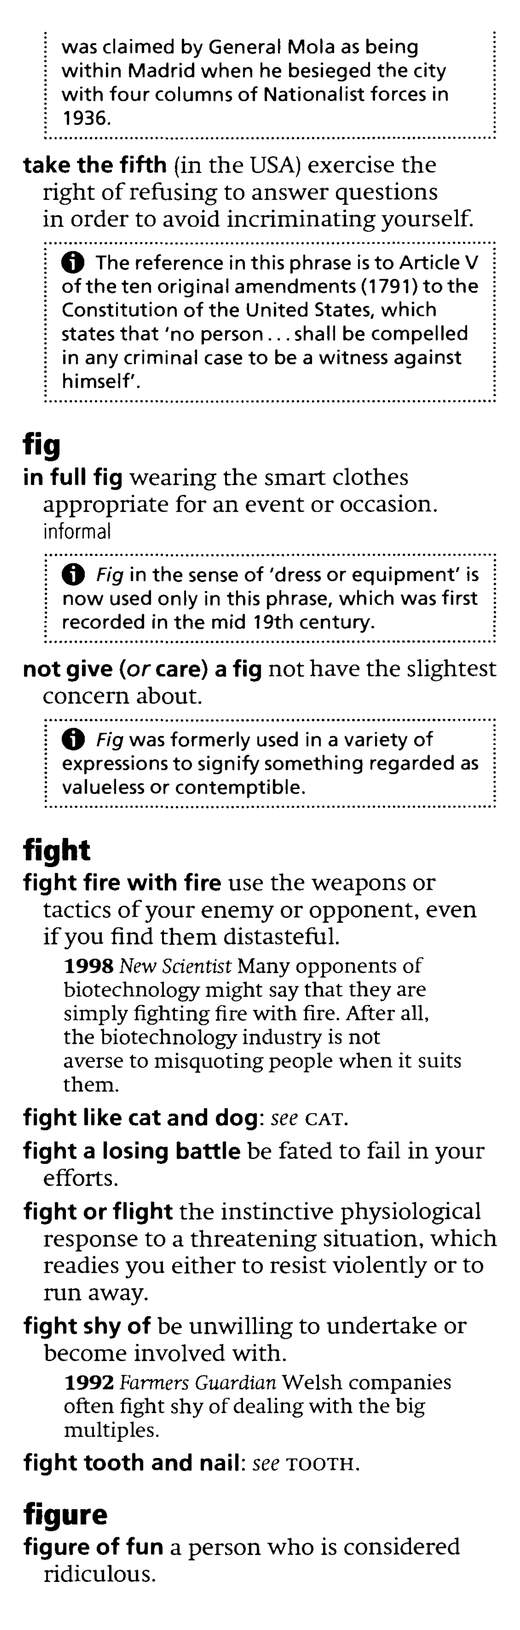 was claimed by General Mola as being
within Madrid when he besieged the city
with four columns of Nationalist forces in
1936.
take the fifth (in the USA) exercise the
right of refusing to answer questions
in order to avoid incriminating yourself.
The reference in this phrase is to Article V
of the ten original amendments (1791) to the
Constitution of the United States, which
states that 'no person ... shall be compelled
in any criminal case to be a witness against
himself'.
fig
in full fig wearing the smart clothes
appropriate for an event or occasion.
informal
Fig in the sense of 'dress or equipment' is
now used only in this phrase, which was first
recorded in the mid 19th century.
not give (or care) a fig not have the slightest
concern about.
Fig was formerly used in a variety of
expressions to signify something regarded as
valueless or contemptible.
fight
fight fire with fire use the weapons or
tactics of your enemy or opponent, even
if you find them distasteful.
1998 New Scientist Many opponents of
biotechnology might say that they are
simply fighting fire with fire. After all,
the biotechnology industry is not
averse to misquoting people when it suits
them.
fight like cat and dog: see CAT.
fight a losing battle be fated to fail in your
efforts.
fight or flight the instinctive physiological
response to a threatening situation, which
readies you either to resist violently or to
run away.
fight shy of be unwilling to undertake or
become involved with.
1992 Farmers Guardian Welsh companies
often fight shy of dealing with the big
multiples.
fight tooth and nail: see TOOTH.
figure
figure of fun a person who is considered
ridiculous.